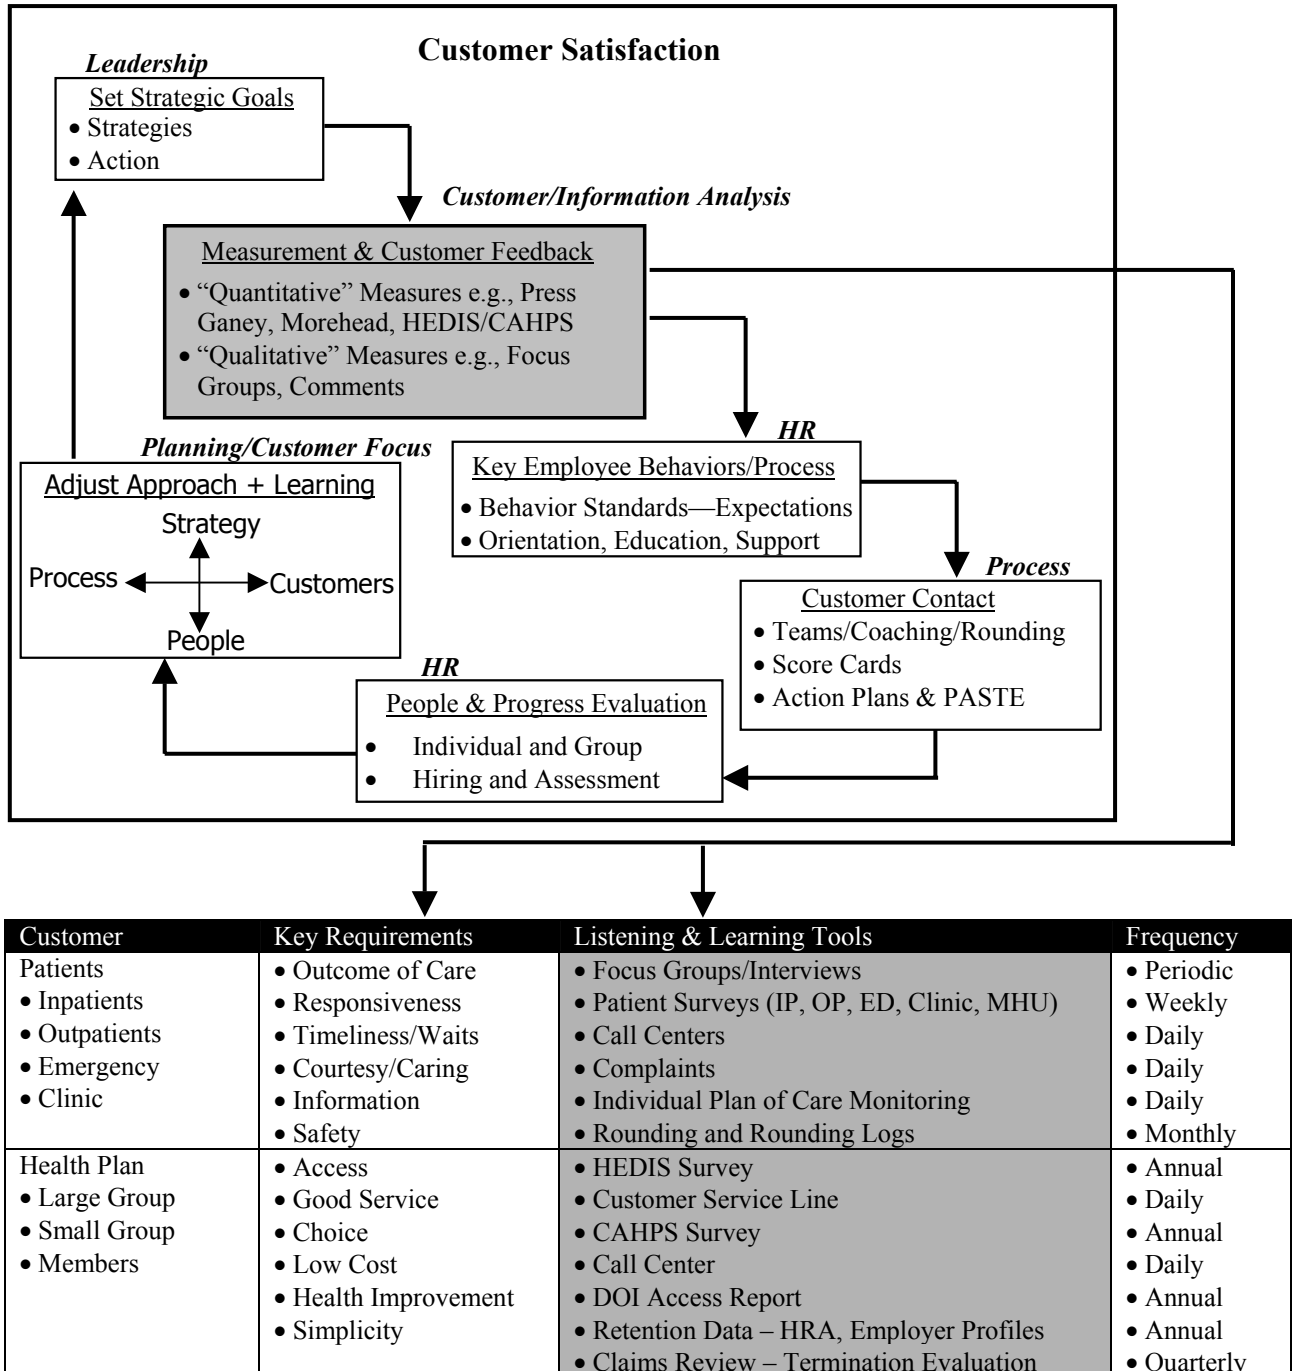 Customer Satisfaction
Leadership
Set Strategic Goals
• Strategies
• Action
Customer/Information Analysis
Measurement & Customer Feedback
• “Quantitative” Measures e.g., Press
Ganey, Morehead, HEDIS/CAHPS
• “Qualitative” Measures e.g., Focus
Groups, Comments
HR
Key Employee Behaviors/Process
• Behavior Standards—Expectations
• Orientation, Education, Support
Process
Customer Contact
• Teams/Coaching/Rounding
• Score Cards
• Action Plans & PASTE
HR
People & Progress Evaluation
• Individual and Group
• Hiring and Assessment
Planning/Customer Focus
Adjust Approach + Learning
Strategy
Process
Customers
People
Customer
Key Requirements
Listening & Learning Tools
Frequency
Patients
• Inpatients
• Outpatients
• Emergency
• Clinic
• Outcome of Care
• Responsiveness
• Timeliness/Waits
• Courtesy/Caring
• Information
• Safety
• Focus Groups/Interviews
• Patient Surveys (IP, OP, ED, Clinic, MHU)
• Call Centers
• Complaints
• Individual Plan of Care Monitoring
• Rounding and Rounding Logs
• Periodic
• Weekly
• Daily
• Daily
• Daily
• Monthly
Health Plan
• Large Group
• Small Group
• Members
• Access
• Good Service
• Choice
• Low Cost
• Health Improvement
• Simplicity
• HEDIS Survey
• Customer Service Line
• CAHPS Survey
• Call Center
• DOI Access Report
• Retention Data – HRA, Employer Profiles
• Claims Review – Termination Evaluation
• Annual
• Daily
• Annual
• Daily
• Annual
• Annual
• Quarterly